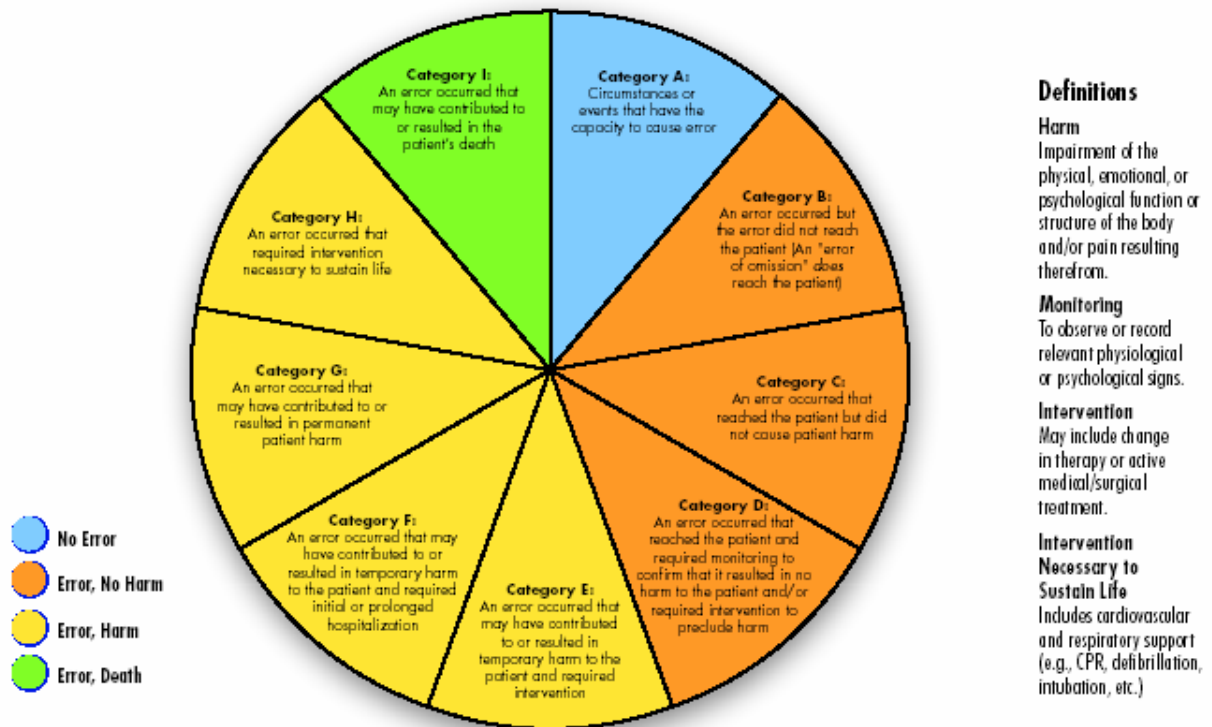 Category I:
An error occurred that
may have contributed to
or resulted in the
patient's death
Category A:
Circumstances or
events that have the
capacity to cause error
Category B:
An error occurred but
the error did not reach
the patient (An "error
of omission" does
reach the patient)
Category H:
An error occurred that
required intervention
necessary to sustain life
Category C:
An error occurred that
reached the patient but did
not cause patient harm
Category G:
An error occurred that
may have contributed to or
resulted in permanent
patient harm
Category D:
An error occurred that
reached the patient and
required monitoring to
confirm that it resulted in no
harm to the patient and/or
required intervention to
preclude harm
Category F:
An error occurred that may
have contributed to or
resulted in temporary harm
to the patient and required
initial or prolonged
hospitalization
Category E:
An error occurred that
may have contributed
to or resulted in
temporary harm to the
patient and required
intervention
No Error
Error, No Harm
Error, Harm
Error, Death
Definitions
Harm
Impairment of the
physical, emotional, or
psychological function or
structure of the body
and/or pain resulting
therefrom.
Monitoring
To observe or record
relevant physiological
or psychological signs.
Intervention
May include change
in therapy or active
medical/surgical
treatment.
Intervention
Necessary to
Sustain Life
Includes cardiovascular
and respiratory support
(e.g., CPR, defibrillation,
intubation, etc.)